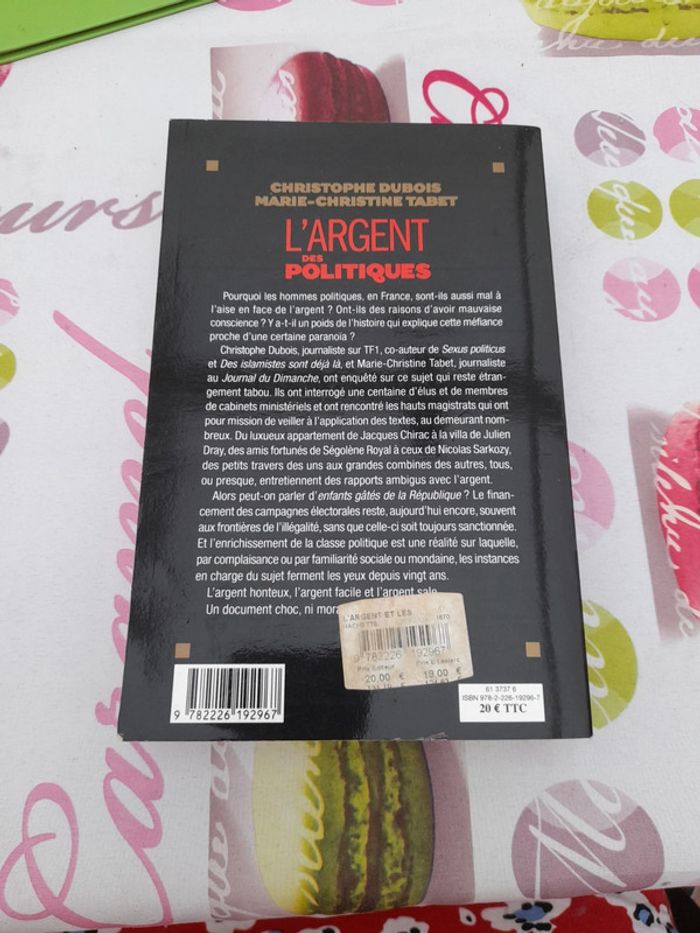 CHRISTOPHE DUBOIS
MARIE-CHRISTINE TABET
L'ARGENT
DES
POLITIQUES
Pourquoi les hommes politiques, en France, sont-ils aussi mal à
l'aise en face de l'argent ? Ont-ils des raisons d'avoir mauvaise
conscience ? Y a-t-il un poids de l'histoire qui explique cette méfiance
proche d'une certaine paranoïa ?
Christophe Dubois, journaliste sur TF1, co-auteur de Sexus politicus
et Des islamistes sont déjà là, et Marie-Christine Tabet, journaliste
au Journal du Dimanche, ont enquêté sur ce sujet qui reste étran-
gement tabou. Ils ont interrogé une centaine d'élus et de membres
de cabinets ministériels et ont rencontré les hauts magistrats qui ont
pour mission de veiller à l'application des textes, au demeurant nom-
breux. Du luxueux appartement de Jacques Chirac à la villa de Julien
Dray, des amis fortunés de Ségolène Royal à ceux de Nicolas Sarkozy,
des petits travers des uns aux grandes combines des autres, tous,
ou presque, entretiennent des rapports ambigus avec l'argent.
Alors peut-on parler d'enfants gâtés de la République ? Le finan-
cement des campagnes électorales reste, aujourd'hui encore, souvent
aux frontières de l'illégalité, sans que celle-ci soit toujours sanctionnée.
Et l'enrichissement de la classe politique est une réalité sur laquelle,
par complaisance ou par familiarité sociale ou mondaine, les instances
en charge du sujet ferment les yeux depuis vingt ans.
L'argent honteux, l'argent facile et l'argent sale
Un document choc, ni
L'ARGENT ET LES
1670
9 782226 192967
Prix Editeur
Prix E.Leclerc
20,00 €
19,00 €
9 782226 192967
61 3737 6
ISBN 978-2-226-19296-7
20 € TTC